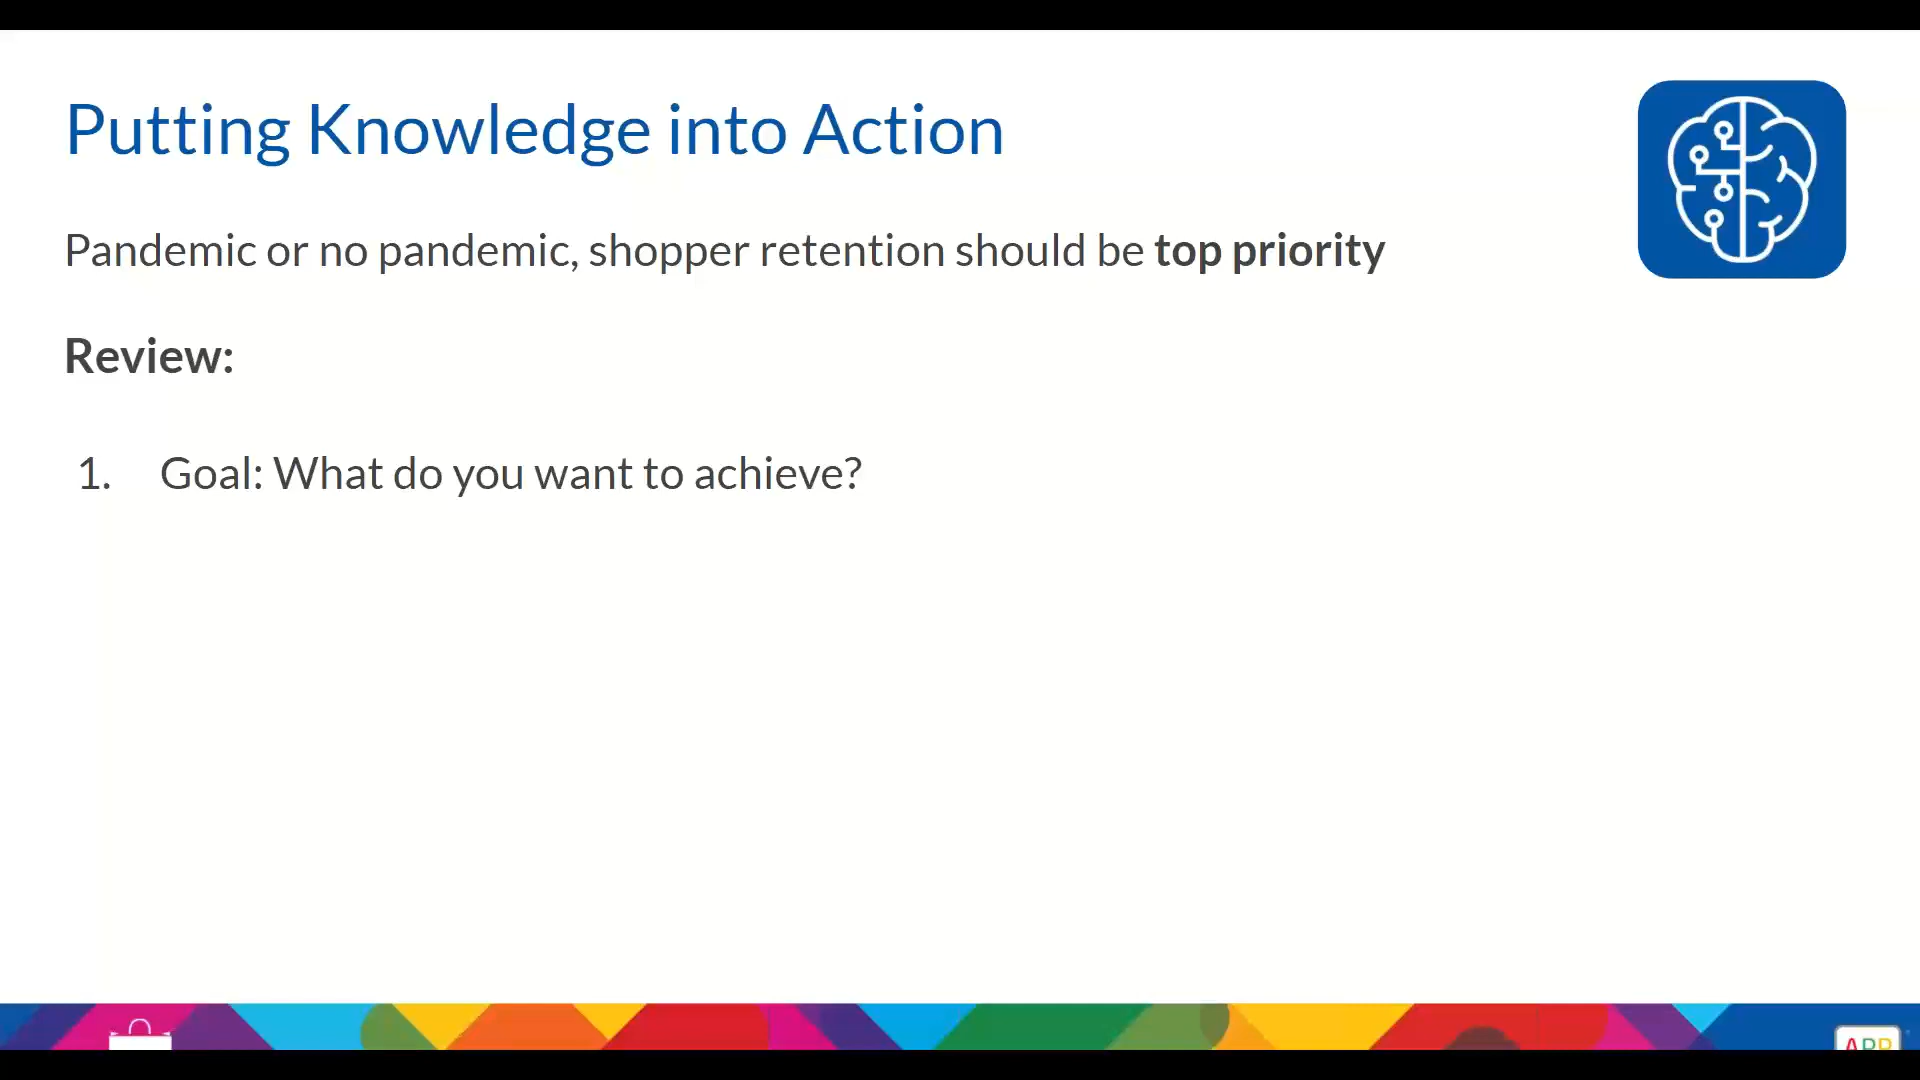 Putting Knowledge into Action
Pandemic or no pandemic, shopper retention should be top priority
Review:
1. Goal: What do you want to achieve?
APP